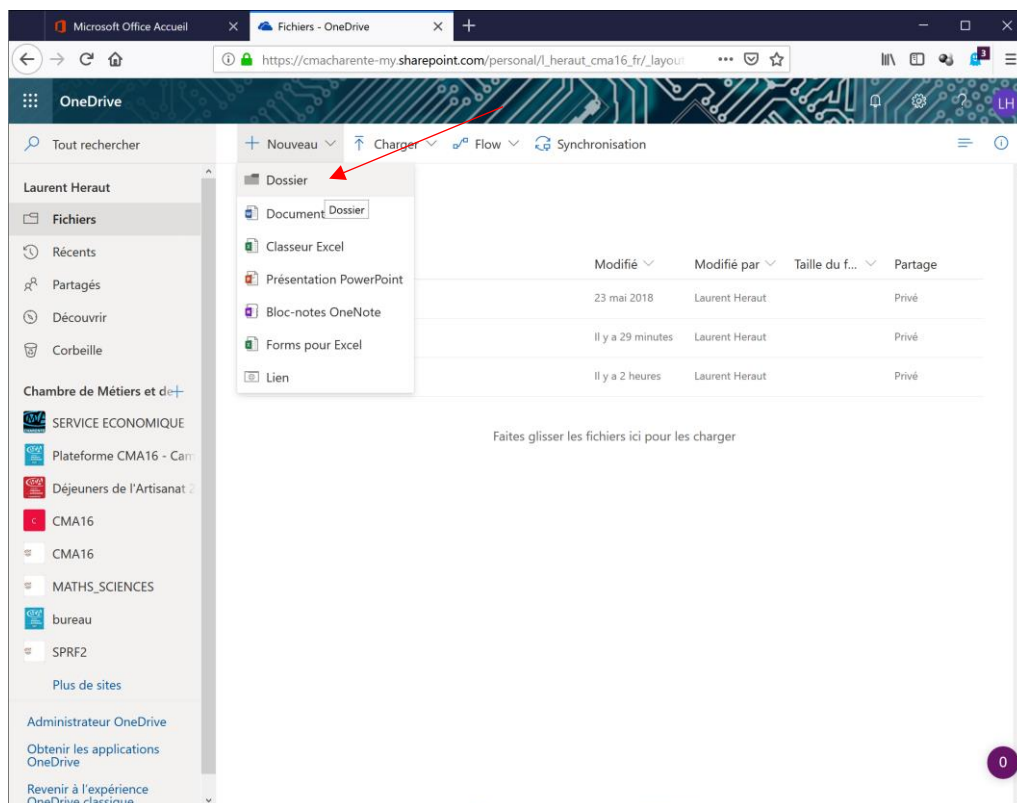 Microsoft Office Accueil
Fichiers - OneDrive
https://cmacharente-my.sharepoint.com/personal/l_heraut_cma16_fr/_layout
3
OneDrive
LH
Tout rechercher
Nouveau
Charger
Flow
Synchronisation
Laurent Heraut
Fichiers
Récents
Partagés
Découvrir
Corbeille
Chambre de Métiers et de
SERVICE ECONOMIQUE
Plateforme CMA16 - Cam
Déjeuners de l'Artisanat 2
C CMA16
CMA16
MATHS_SCIENCES
bureau
SPRF2
Plus de sites
Administrateur OneDrive
Obtenir les applications
OneDrive
Revenir à l'expérience
OneDrive classique
Dossier
Document
Dossier
Classeur Excel
Présentation PowerPoint
Bloc-notes OneNote
Forms pour Excel
Lien
Modifié Modifié par Taille du f... Partage
23 mai 2018 Laurent Heraut Privé
Il y a 29 minutes Laurent Heraut Privé
Il y a 2 heures Laurent Heraut Privé
Faites glisser les fichiers ici pour les charger
0